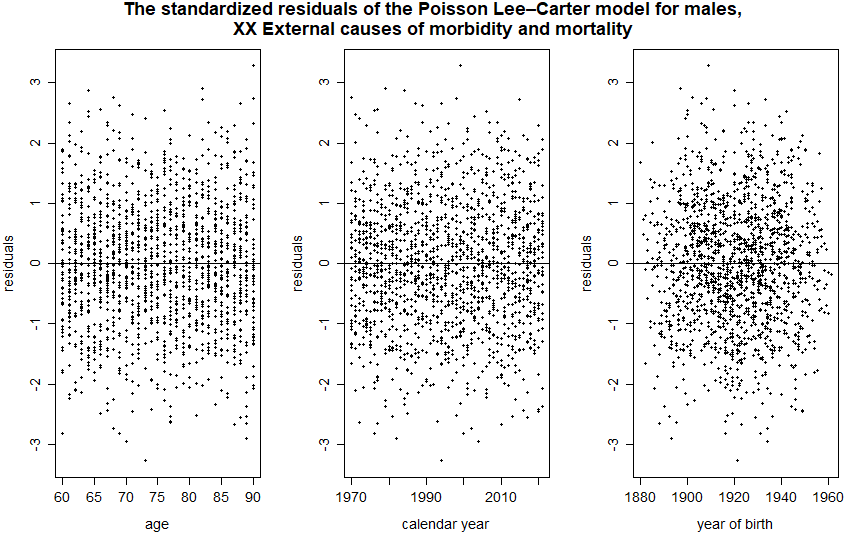 The standardized residuals of the Poisson Lee–Carter model for males,
XX External causes of morbidity and mortality
residuals
3
2
1
0
-1
-2
-3
60 65 70 75 80 85 90
age
residuals
3
2
1
0
-1
-2
-3
1970 1990 2010
calendar year
residuals
3
2
1
0
-1
-2
-3
1880 1900 1920 1940 1960
year of birth